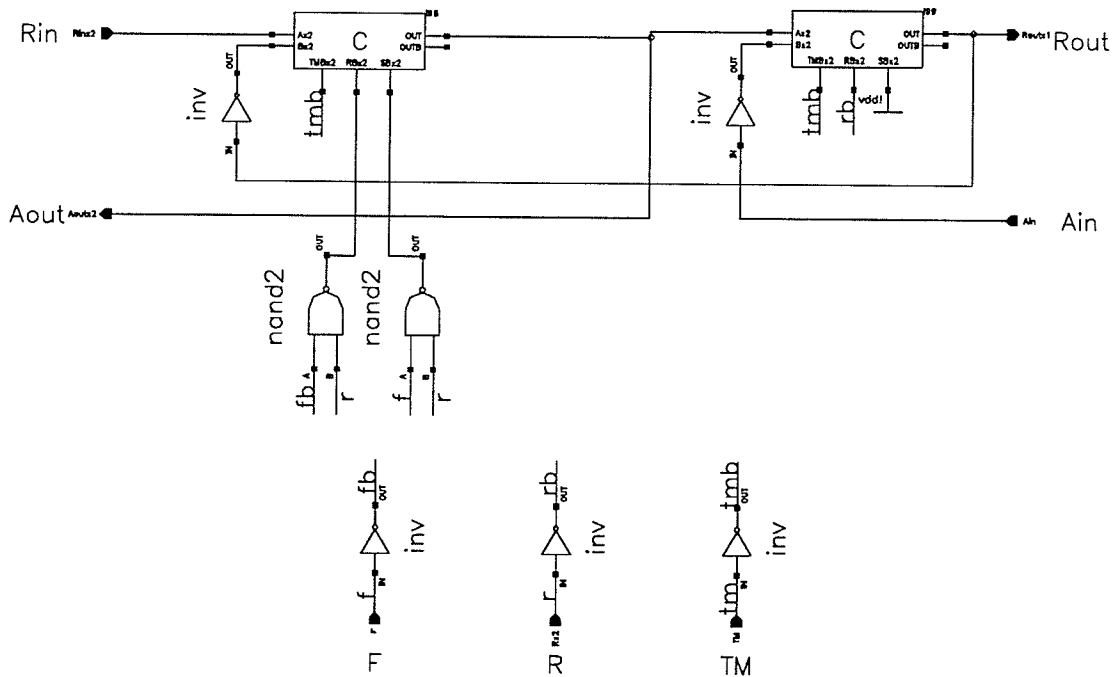 Rin
Rinx2
Ax2
Bx2
C
OUT
OUTB
TMBx2
RBx2
SBx2
Ax2
Bx2
C
OUT
OUTB
TMBx2
RBx2
SBx2
Routx1
Rout
OUT
inv
IN
tmb
OUT
inv
IN
tmb
rb
vdd!
Aout
Aoutx2
Ain
Ain
OUT
OUT
nand2
nand2
A
B
A
B
fb
r
f
r
fb
OUT
inv
IN
f
F
rb
OUT
inv
IN
r
Rx2
R
tmb
OUT
inv
IN
tm
TM
TM